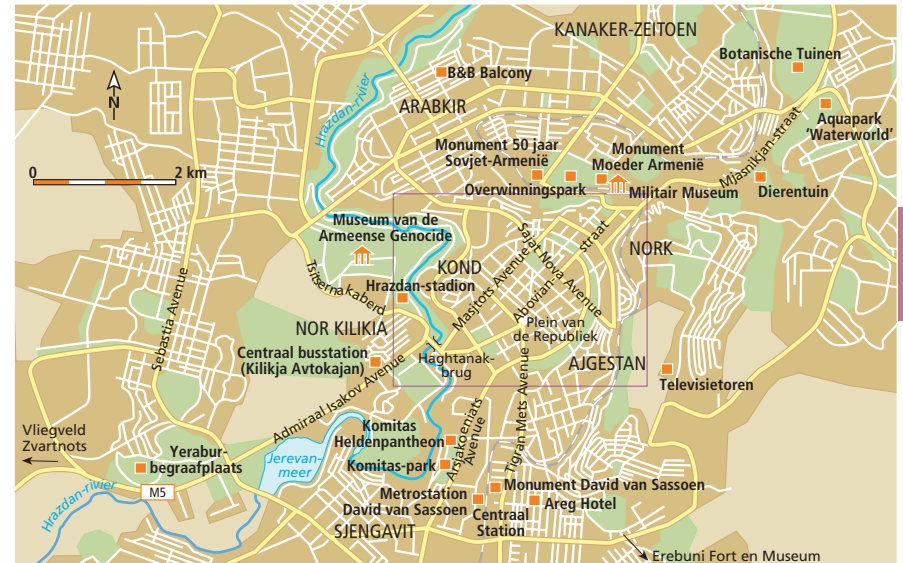 KANAKER-ZEITOEN
Botanische Tuinen
B&B Balcony
N
Hrazdan-rivier
ARABKIR
Aquapark
'Waterworld'
Monument 50 jaar
Sovjet-Armenië
Monument
Moeder Armenië
Mjasnikjan-straat
0 2 km
Overwinningspark
Militair Museum
Dierentuin
Museum van de
Armeense Genocide
Sajat Nova Avenue
Abovian-straat
NORK
KOND
Masjtots Avenue
Tsitsernakaberd
Hrazdan-stadion
Sebastia Avenue
NOR KILIKIA
Plein van
de Republiek
Centraal busstation
(Kilikja Avtokajan)
Haghtanak-
brug
AJGESTAN
Televisietoren
Admiraal Isakov Avenue
Tigran Mets Avenue
Arsjakoeniats
Avenue
Vliegveld
Zvartnots
Komitas
Heldenpantheon
Yerabur-
begraafplaats
Jerevan-
meer
Komitas-park
M5
Monument David van Sassoen
Metrostation
David van Sassoen
Areg Hotel
Centraal
Station
Hrazdan-rivier
SJENGAVIT
Erebuni Fort en Museum